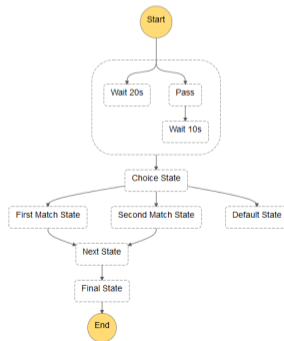 Start
Wait 20s
Pass
Wait 10s
Choice State
First Match State
Second Match State
Default State
Next State
Final State
End